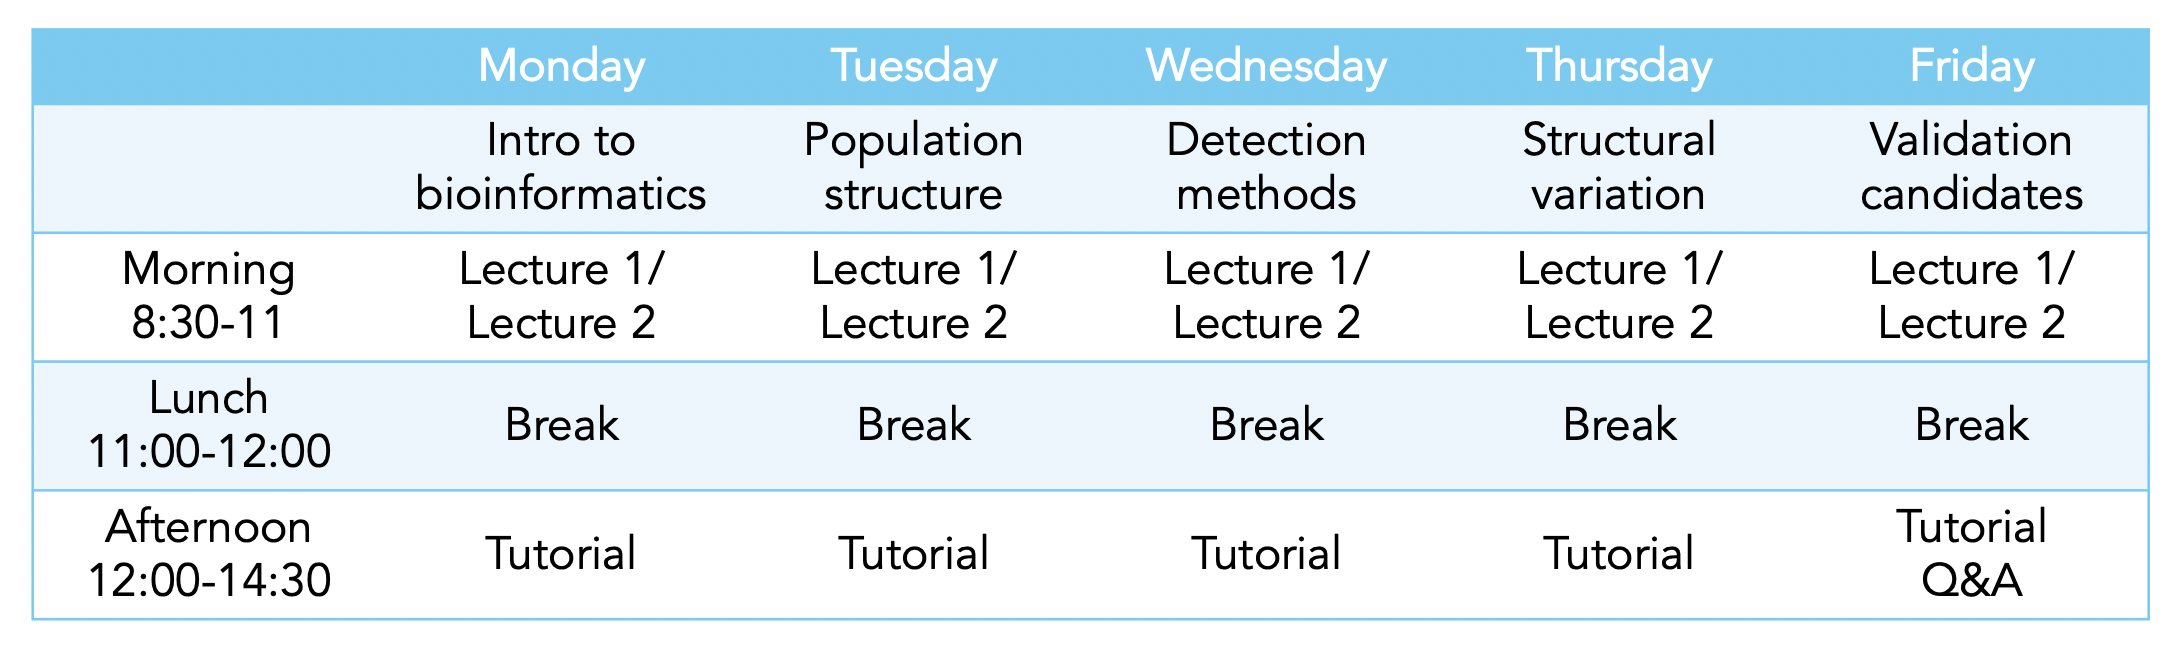 Monday Tuesday Wednesday Thursday Friday
Intro to Population Detection Structural Validation
bioinformatics structure methods variation candidates
Morning Lecture 1/ Lecture 1/ Lecture 1/ Lecture 1/ Lecture 1/
8:30-11 Lecture 2 Lecture 2 Lecture 2 Lecture 2 Lecture 2
Lunch
11:00-12:00 Break Break Break Break Break
Afternoon Tutorial Tutorial Tutorial Tutorial Tutorial
12:00-14:30 Q&A